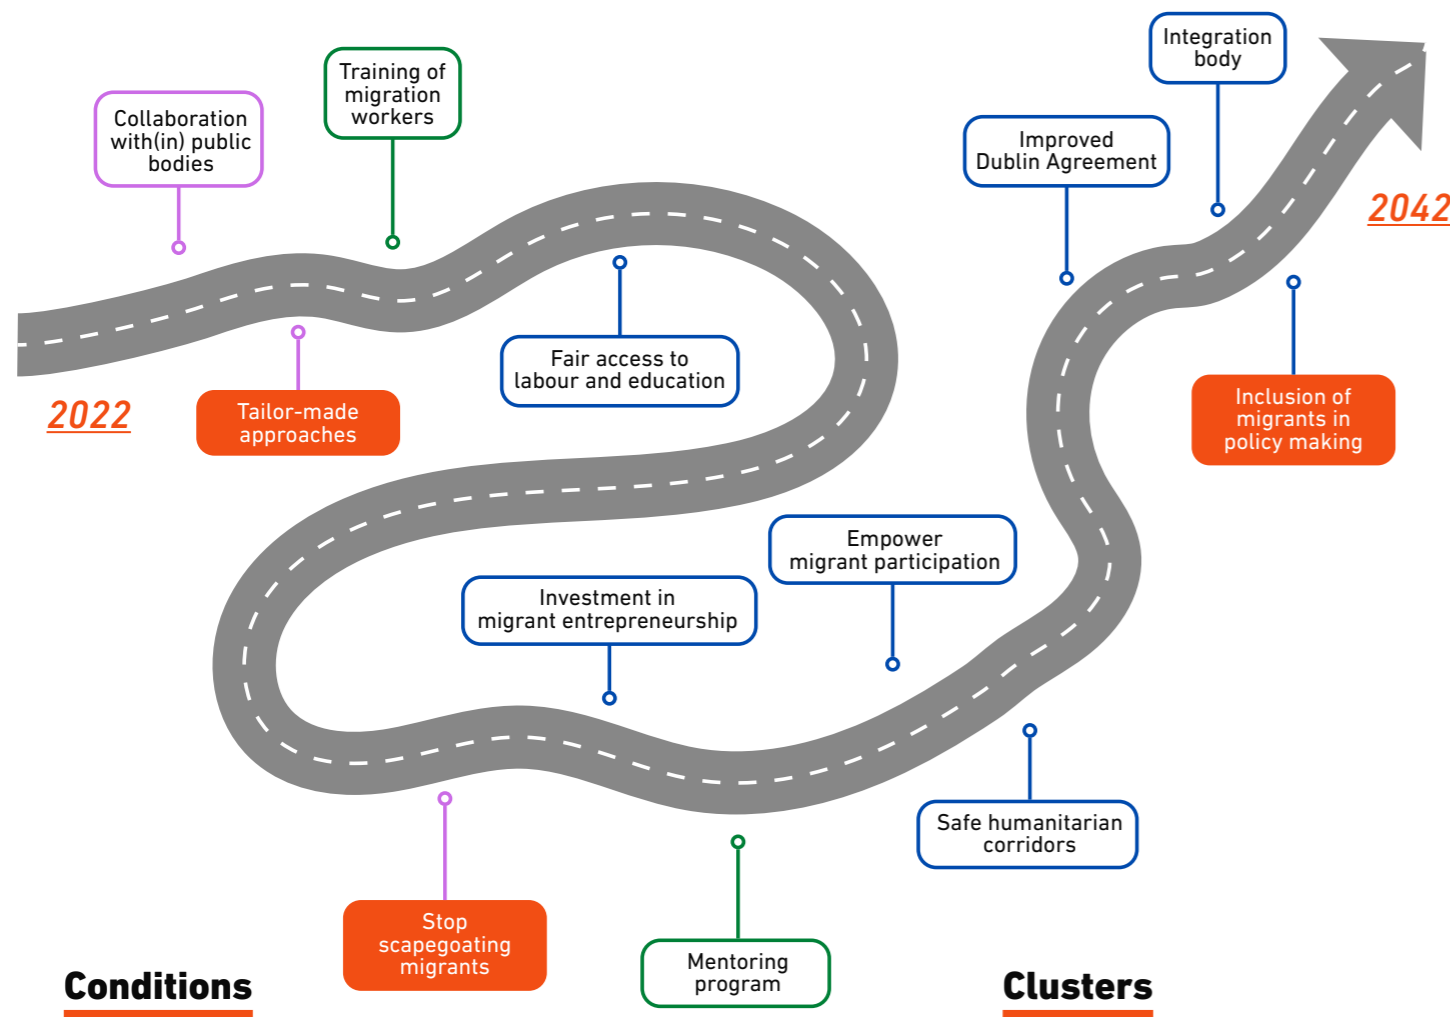 Collaboration
with(in) public
bodies
Training of
migration
workers
2022
Tailor-made
approaches
Fair access to
labour and education
Stop
scapegoating
migrants
Investment in
migrant entrepreneurship
Mentoring
program
Empower
migrant participation
Safe humanitarian
corridors
Improved
Dublin Agreement
Integration
body
Inclusion of
migrants in
policy making
2042
Conditions
Clusters